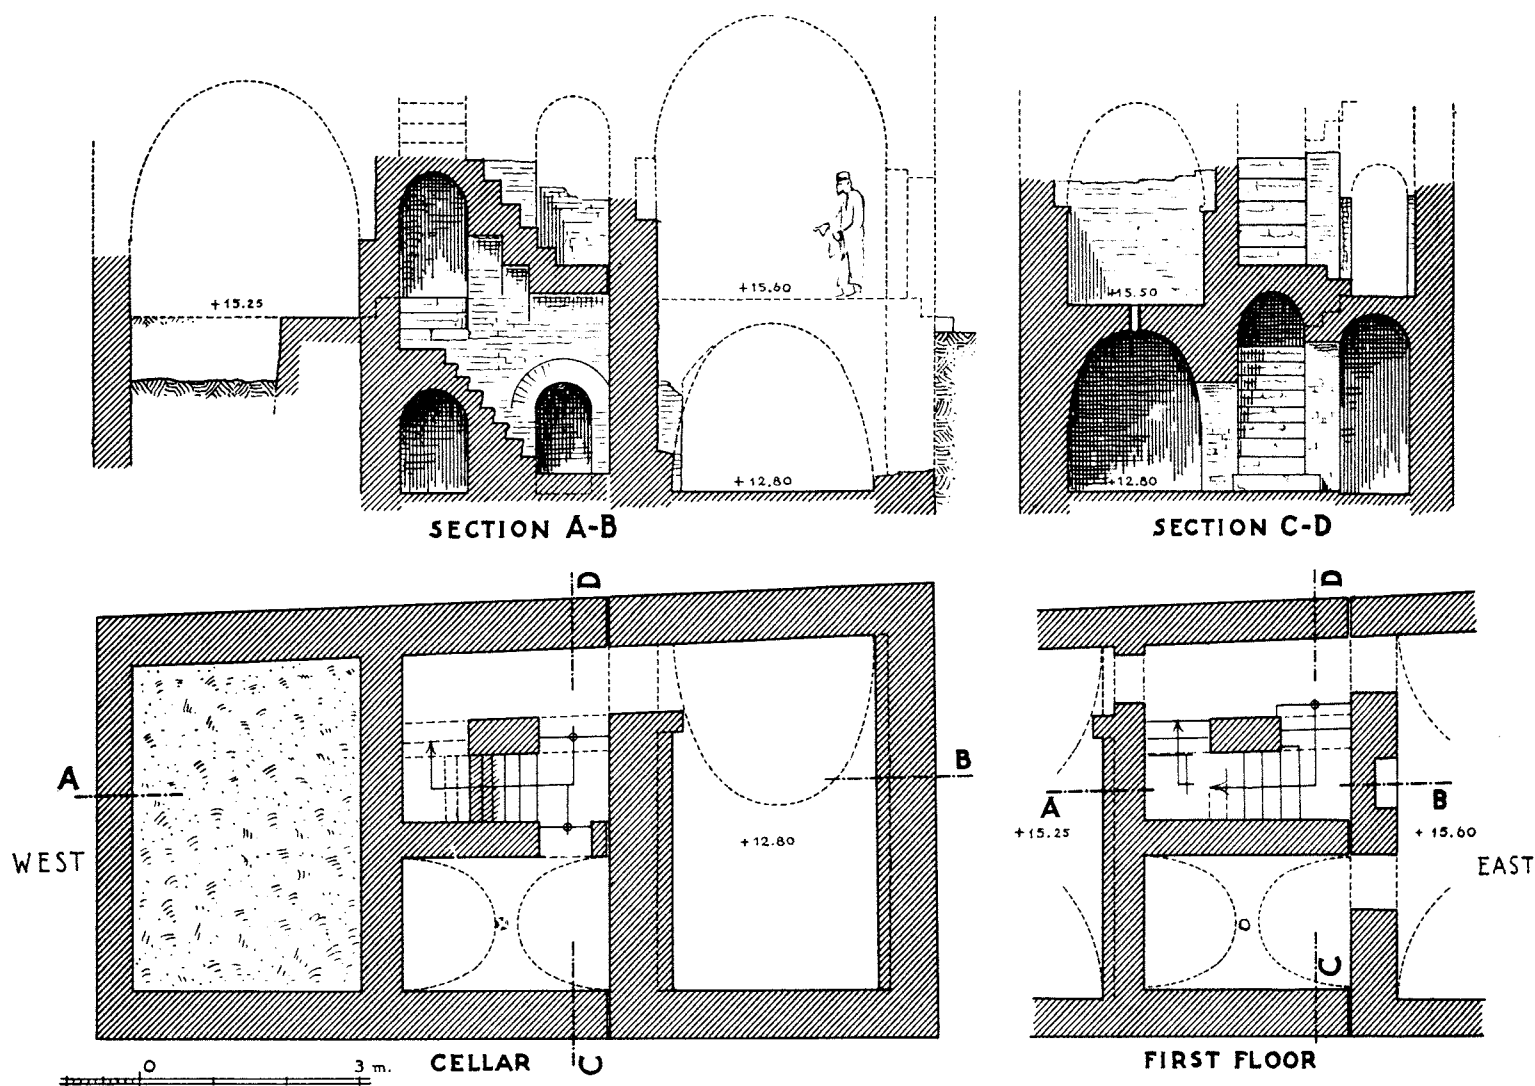 +15.25
+15.60
+12.80
SECTION A-B
+15.50
+12.80
SECTION C-D
D
A
B
WEST
+12.80
C
CELLAR
0 3 m.
D
A
B
+15.25
+15.60
EAST
C
FIRST FLOOR